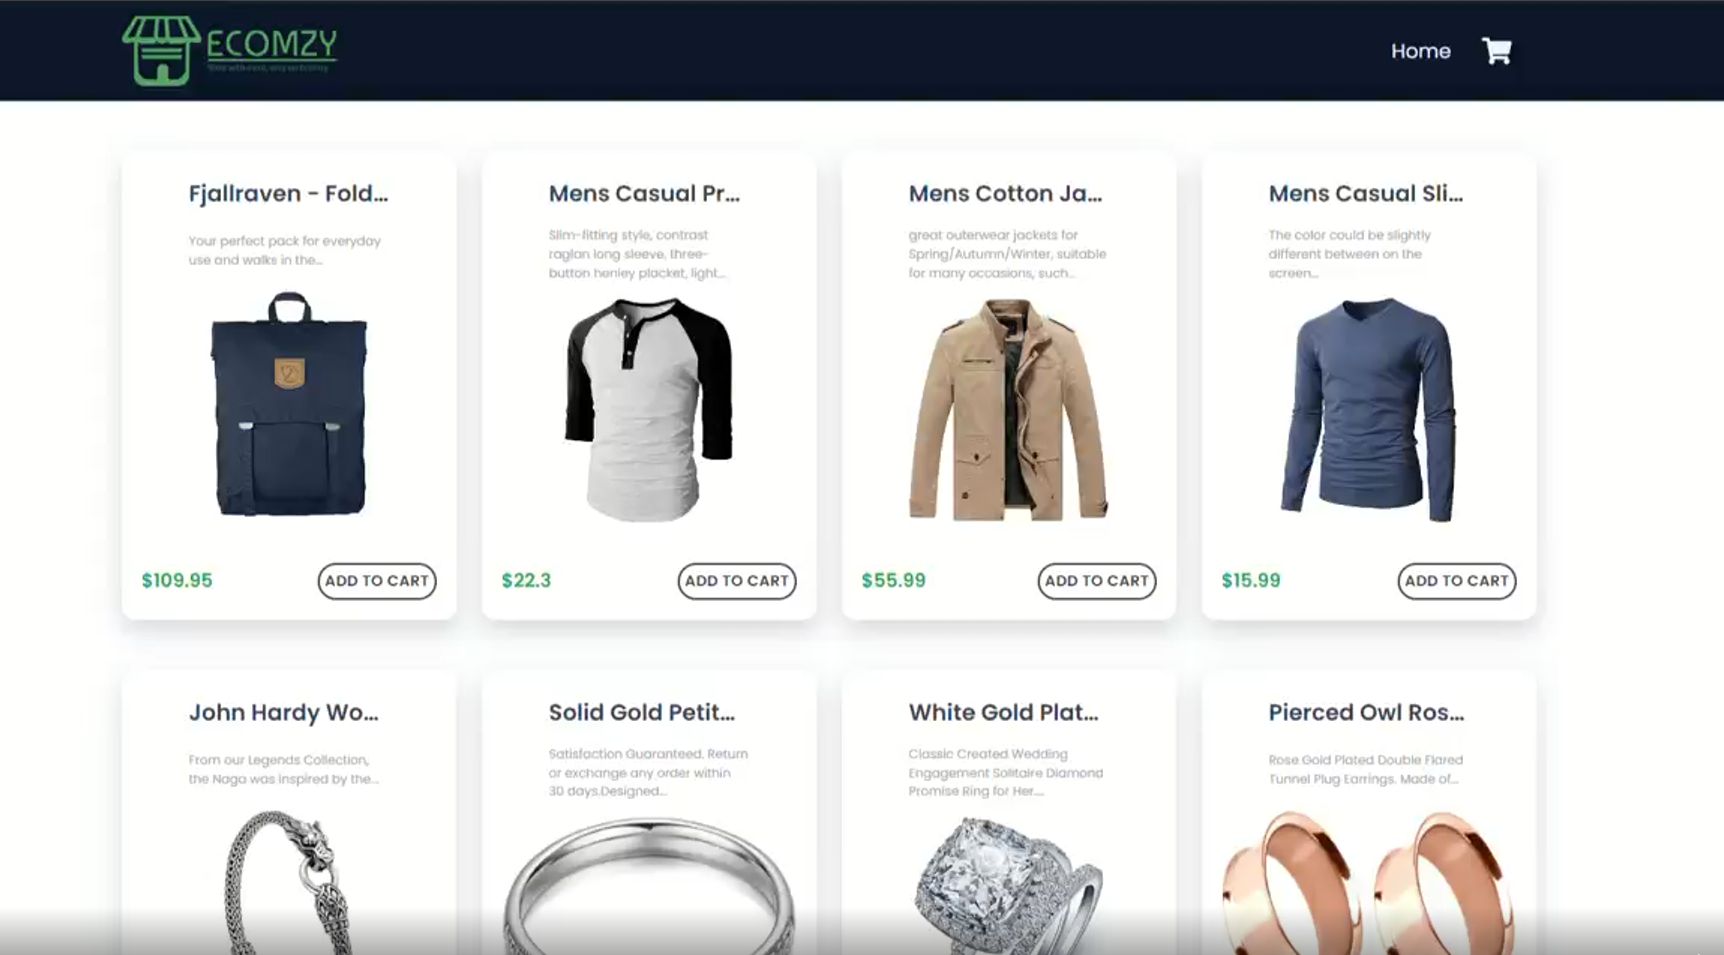 ECOMZY
Home
Fjallraven - Fold...
Mens Casual Pr...
Mens Cotton Ja...
Mens Casual Sli...
Your perfect pack for everyday
use and walks in the...
Slim-fitting style, contrast
raglan long sleeve, three-
button henley placket, light...
great outerwear jackets for
Spring/Autumn/Winter, suitable
for many occasions, such...
The color could be slightly
different between on the
screen...
$109.95
ADD TO CART
$22.3
ADD TO CART
$55.99
ADD TO CART
$15.99
ADD TO CART
John Hardy Wo...
Solid Gold Petit...
White Gold Plat...
Pierced Owl Ros...
From our Legends Collection,
the Naga was inspired by the...
Satisfaction Guaranteed. Return
or exchange any order within
30 days.Designed...
Classic Created Wedding
Engagement Solitaire Diamond
Promise Ring for Her....
Rose Gold Plated Double Flared
Tunnel Plug Earrings. Made of...